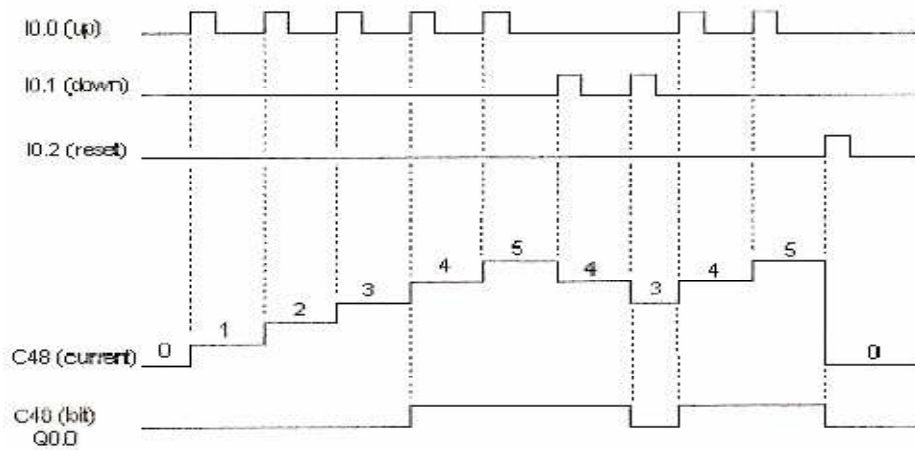 I0.0 (up)
I0.1 (down)
I0.2 (reset)
5 5
4 4 4
3 3
2
1
0 0
C48 (current)
C40 (bit)
Q0.0